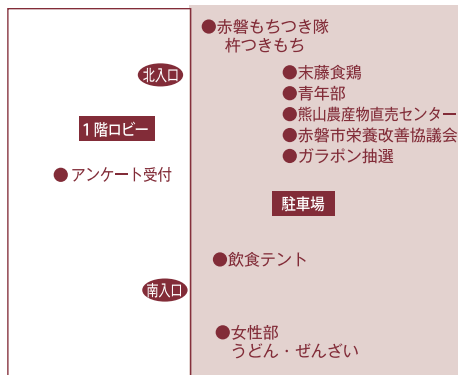 ●赤磐もちつき隊
杵つきもち
北入口
●末藤食鶏
●青年部
●熊山農産物直売センター
●赤磐市栄養改善協議会
●ガラポン抽選
1階ロビー
●アンケート受付
駐車場
●飲食テント
南入口
●女性部
うどん・ぜんざい